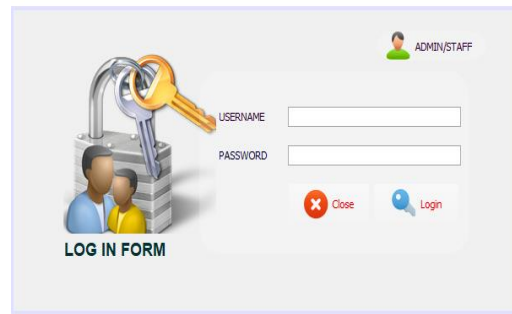 ADMIN/STAFF
USERNAME
PASSWORD
Close
Login
LOG IN FORM